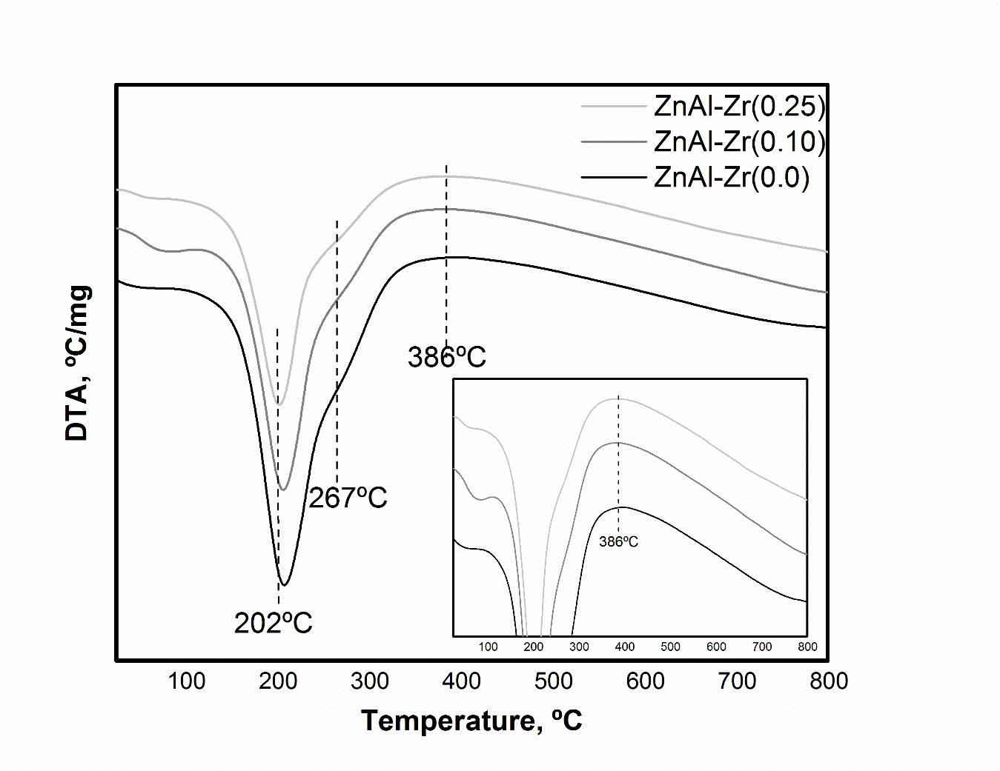 ZnAl-Zr(0.25)
ZnAl-Zr(0.10)
ZnAl-Zr(0.0)
DTA, ºC/mg
386ºC
267ºC
202ºC
386ºC
100 200 300 400 500 600 700 800
100 200 300 400 500 600 700 800
Temperature, ºC